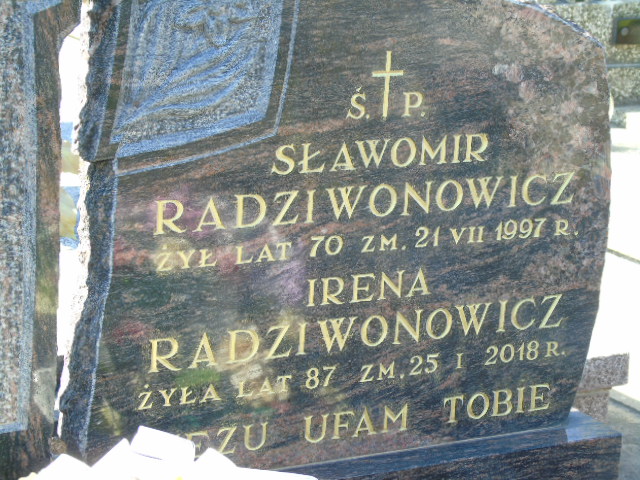 Ś. P.
SŁAWOMIR
RADZIWONOWICZ
ŻYŁ LAT 70 ZM. 21 VII 1997 R.
IRENA
RADZIWONOWICZ
ŻYŁA LAT 87 ZM. 25 I 2018 R.
EZU UFAM TOBIE